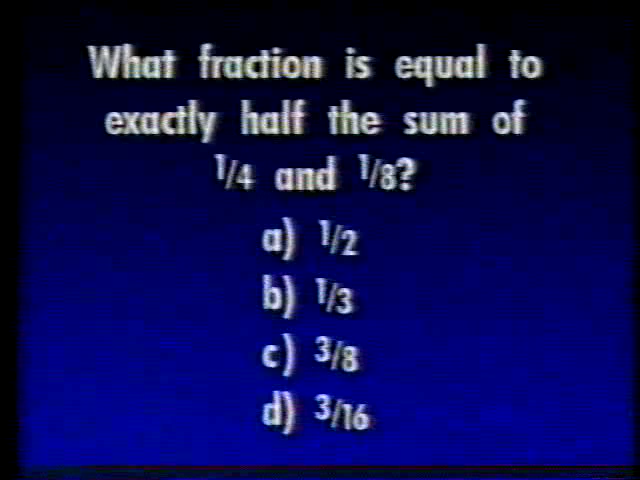 What fraction is equal to
exactly half the sum of
1/4 and 1/8?
a) 1/2
b) 1/3
c) 3/8
d) 3/16